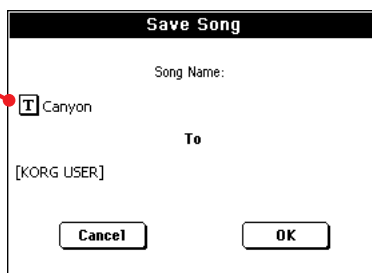 Save Song
Song Name:
T Canyon
To
[KORG USER]
Cancel OK